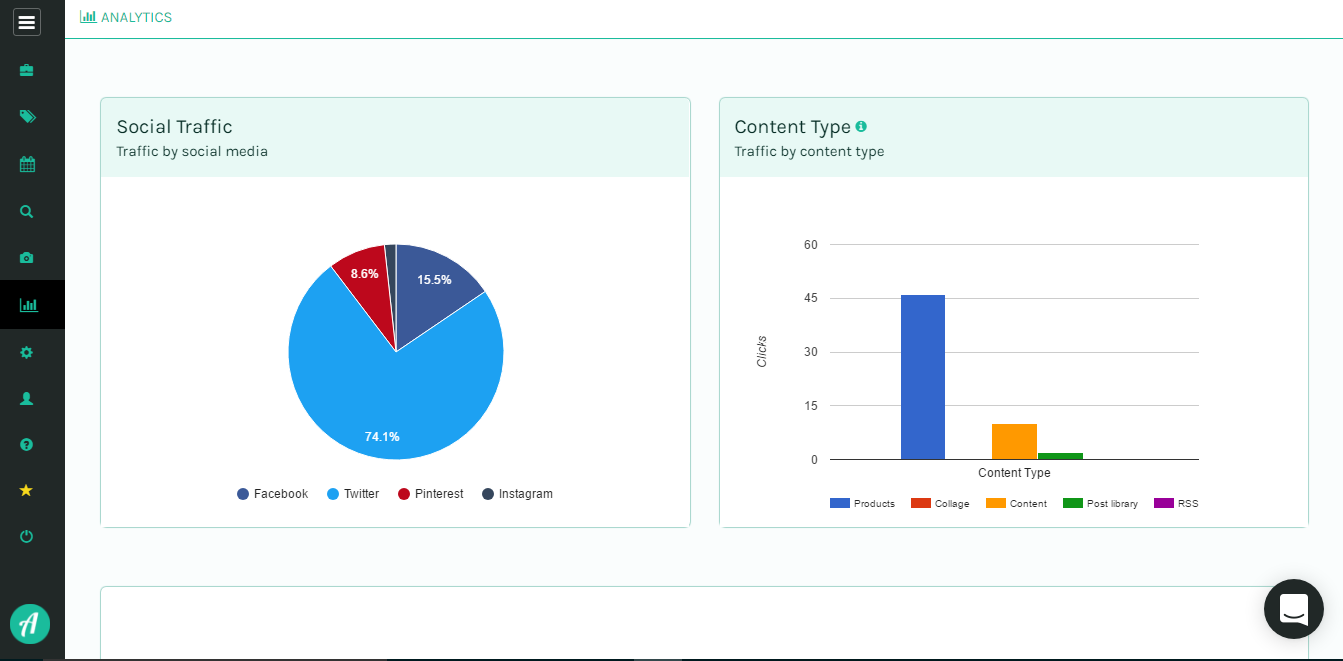 ANALYTICS
Social Traffic
Traffic by social media
8.6%
15.5%
74.1%
Facebook Twitter Pinterest Instagram
Content Type
Traffic by content type
60
45
30
15
0
Clicks
Content Type
Products Collage Content Post library RSS
A